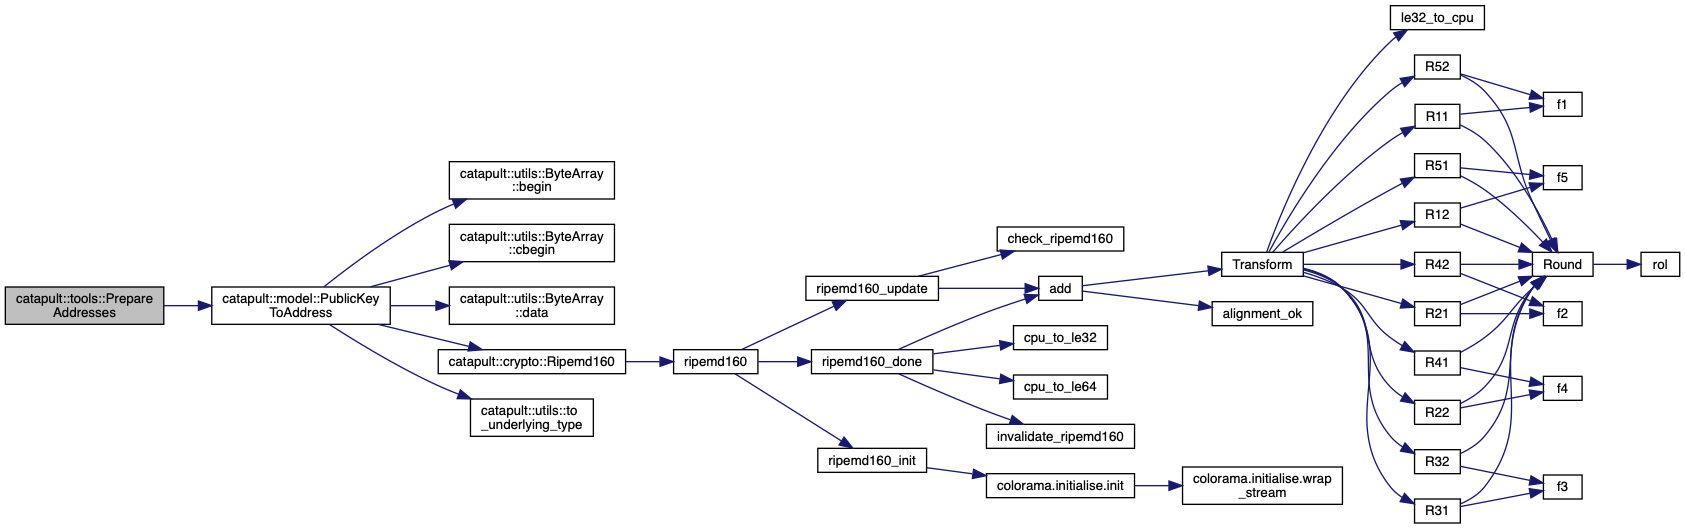 catapult::tools::Prepare
Addresses
catapult::model::PublicKey
ToAddress
catapult::utils::ByteArray
::begin
catapult::utils::ByteArray
::cbegin
catapult::utils::ByteArray
::data
catapult::crypto::Ripemd160
catapult::utils::to
_underlying_type
ripemd160
ripemd160_update
ripemd160_done
ripemd160_init
check_ripemd160
add
cpu_to_le32
cpu_to_le64
invalidate_ripemd160
colorama.initialise.init
colorama.initialise.wrap
_stream
Transform
alignment_ok
le32_to_cpu
R52
R11
R51
R12
R42
R21
R41
R22
R32
R31
f1
f5
Round
f2
f4
f3
rol